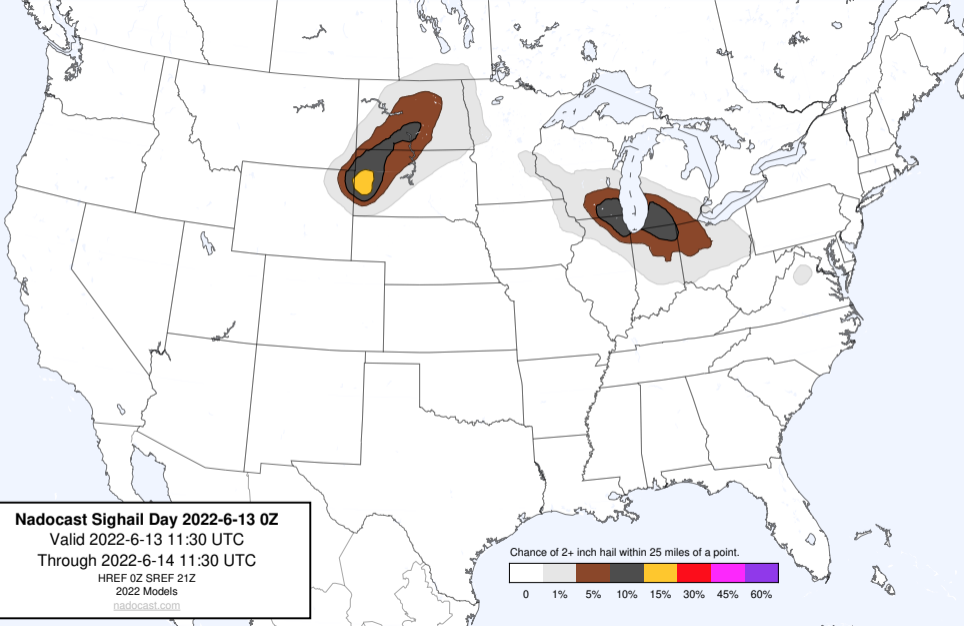 Nadocast Sighail Day 2022-6-13 0Z
Valid 2022-6-13 11:30 UTC
Through 2022-6-14 11:30 UTC
HREF 0Z SREF 21Z
2022 Models
nadocast.com
Chance of 2+ inch hail within 25 miles of a point.
0 1% 5% 10% 15% 30% 45% 60%